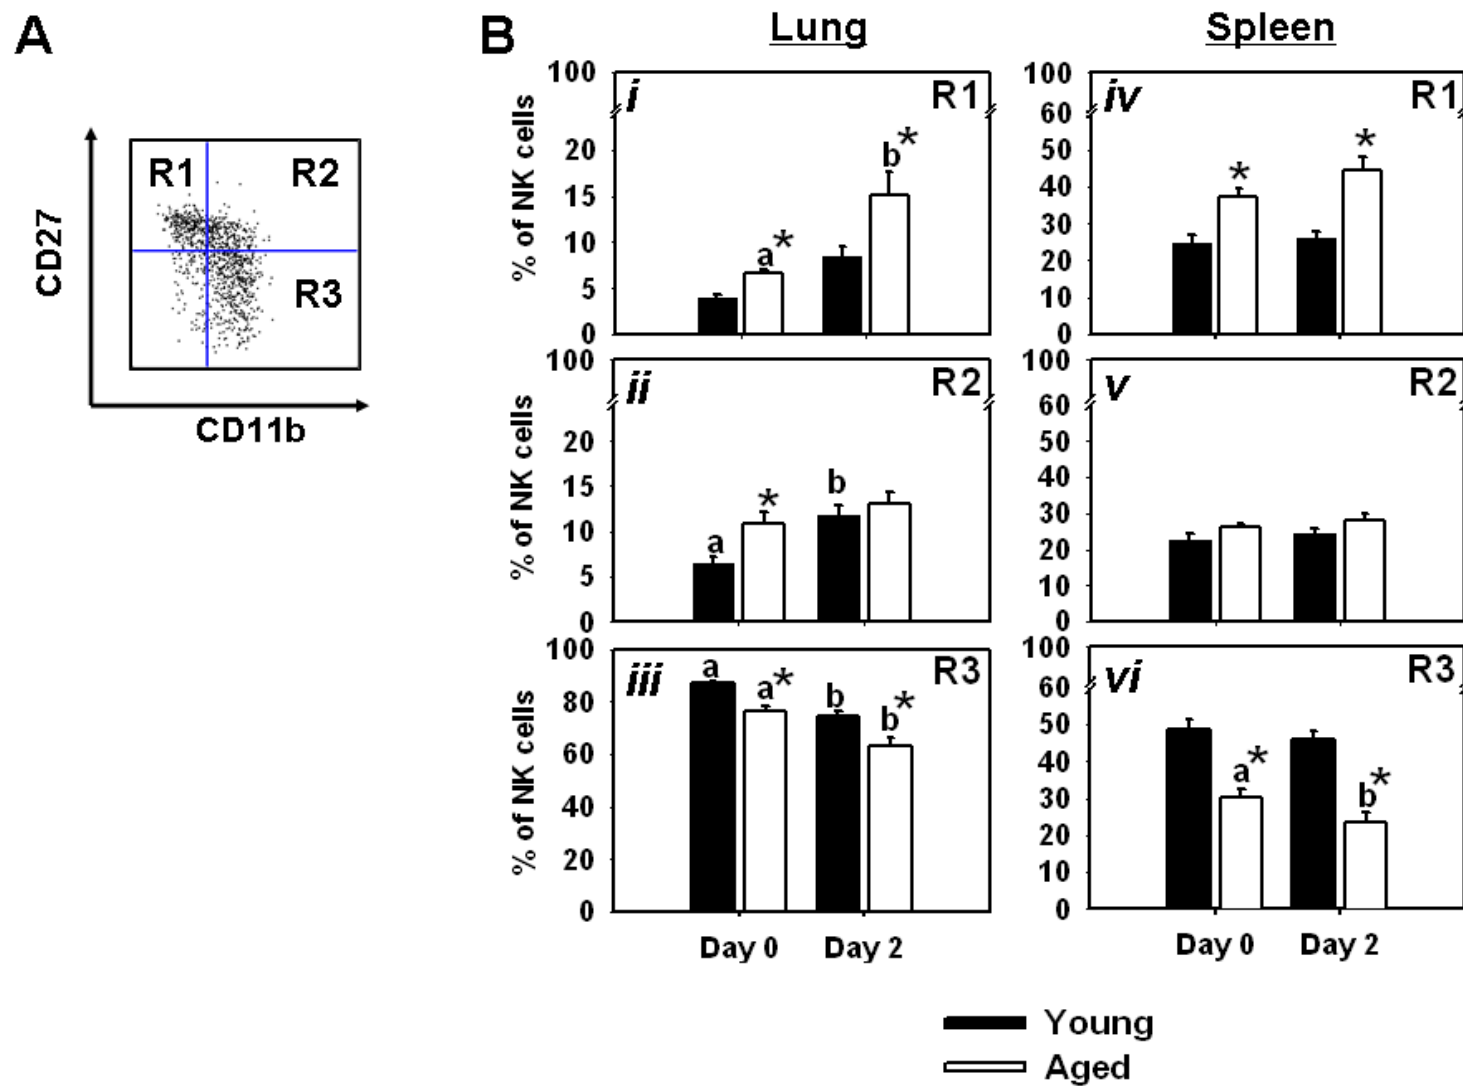 A
CD27
R1
R2
R3
CD11b
B
Lung
Spleen
% of NK cells
100
20
15
10
5
0
i
R1
a*
b*
100
60
50
40
30
20
10
0
iv
R1
*
*
% of NK cells
100
20
15
10
5
0
ii
R2
a
*
b
100
60
50
40
30
20
10
0
v
R2
% of NK cells
100
80
60
40
20
0
iii
R3
a
a*
b
b*
Day 0
Day 2
100
60
50
40
30
20
10
0
vi
R3
a*
b*
Day 0
Day 2
Young
Aged